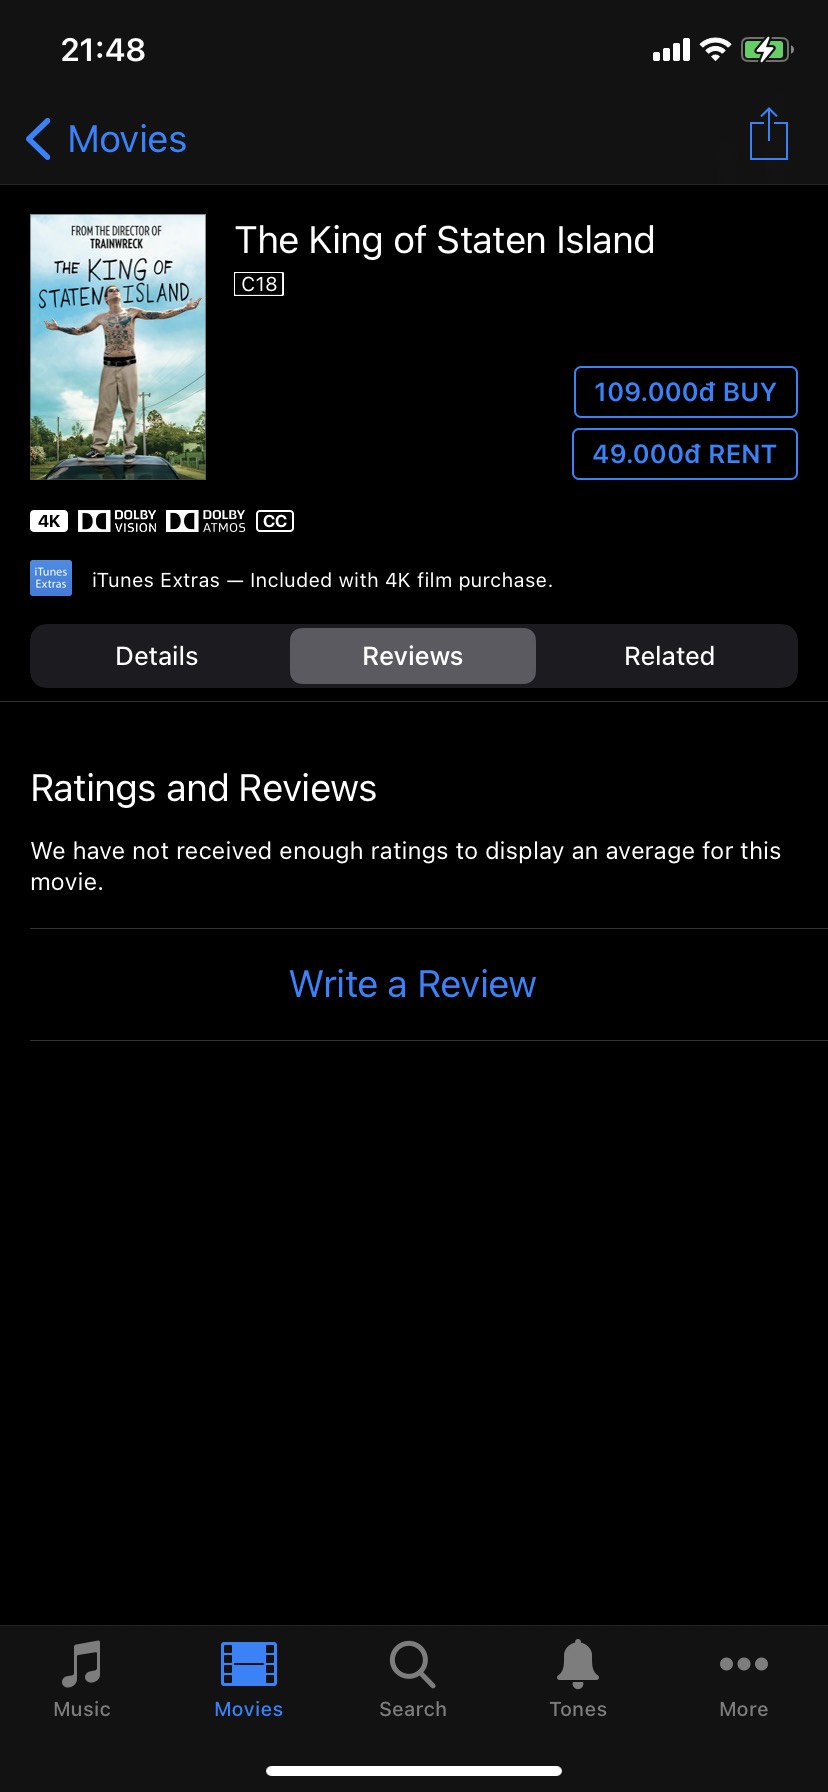 21:48
Movies
FROM THE DIRECTOR OF
TRAINWRECK
THE KING OF
STATEN ISLAND
The King of Staten Island
C18
109.000đ BUY
49.000đ RENT
4K DOLBY VISION DOLBY ATMOS CC
iTunes Extras
iTunes Extras — Included with 4K film purchase.
Details Reviews Related
Ratings and Reviews
We have not received enough ratings to display an average for this
movie.
Write a Review
Music Movies Search Tones More